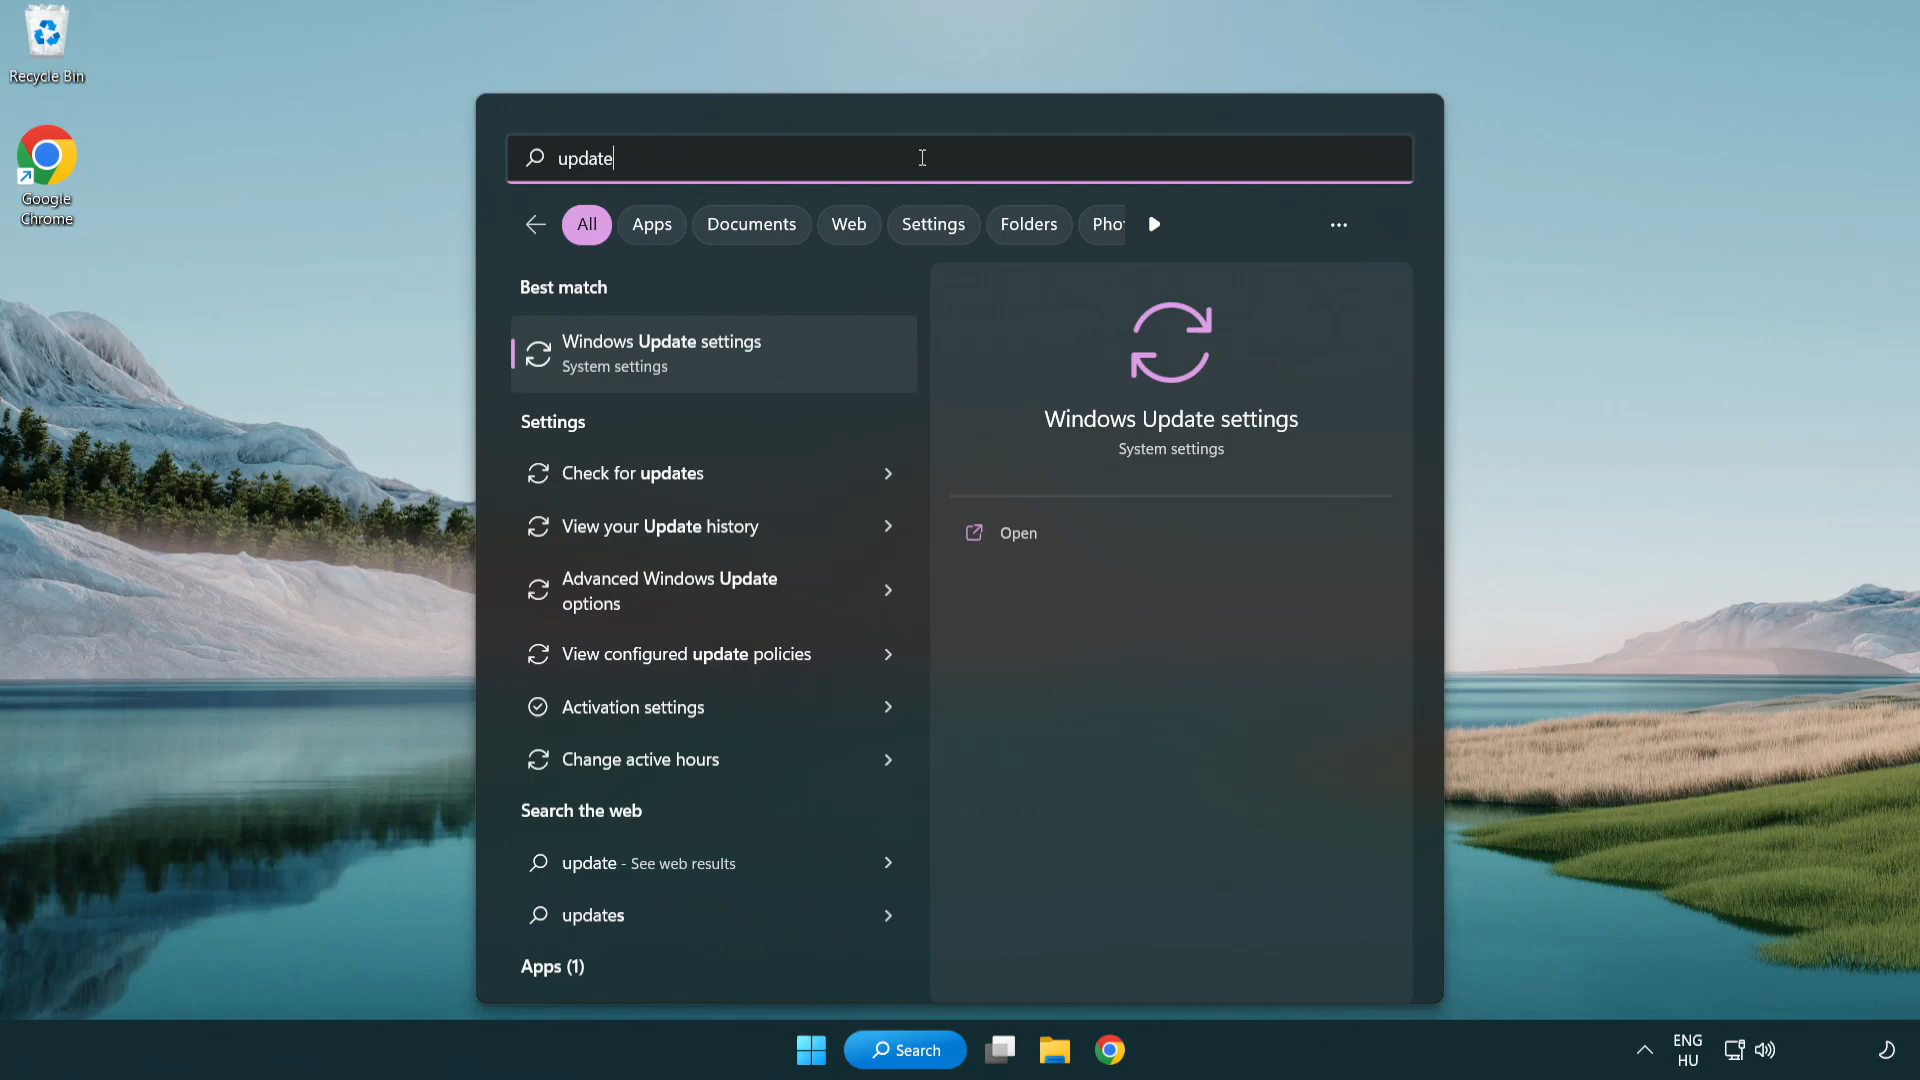 Recycle Bin
Google
Chrome
update
All
Apps
Documents
Web
Settings
Folders
Pho
Best match
Windows Update settings
System settings
Settings
Check for updates
View your Update history
Advanced Windows Update
options
View configured update policies
Activation settings
Change active hours
Search the web
update - See web results
updates
Apps (1)
Windows Update settings
System settings
Open
Search
ENG
HU